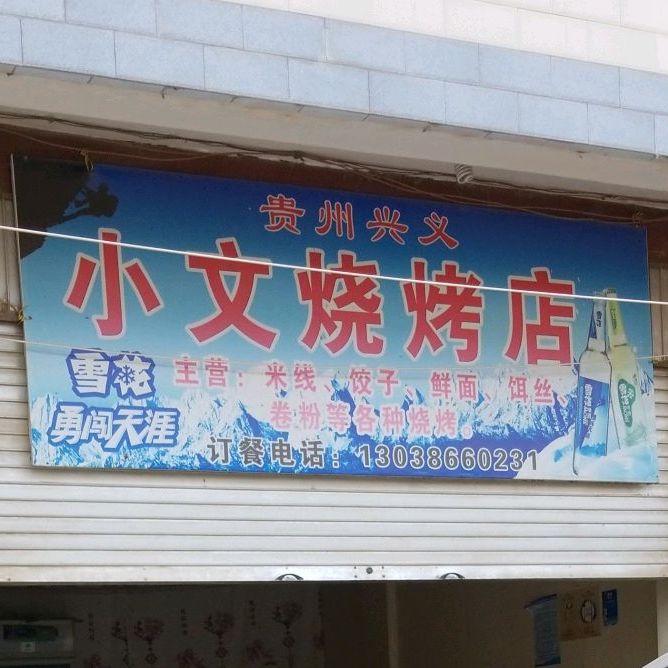 贵州兴义
小文烧烤店
雪花
勇闯天涯
主营：米线、饺子、鲜面、饵丝、
卷粉等各种烧烤。
订餐电话：13038660231